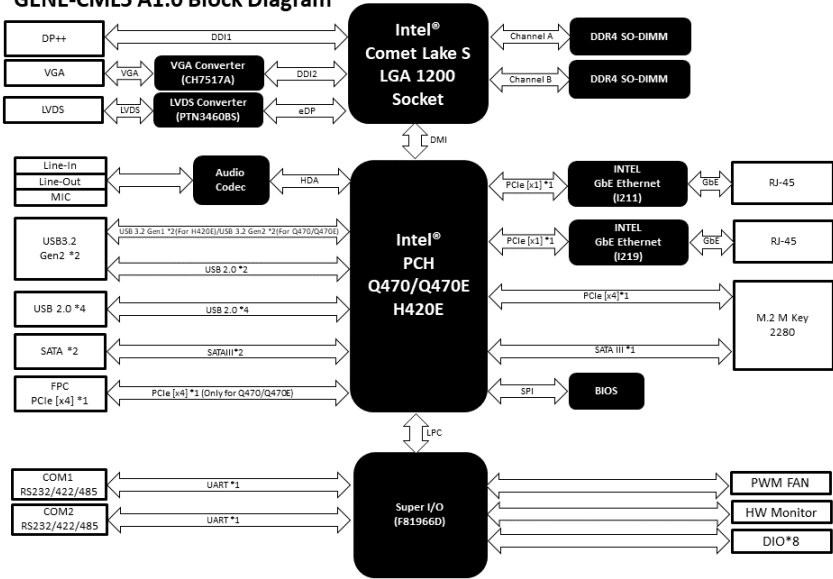 GENE-CML5 A1.0 Block Diagram
DP++
DDI1
Intel®
Comet Lake S
LGA 1200
Socket
Channel A
DDR4 SO-DIMM
VGA
VGA
VGA Converter
(CH7517A)
DDI2
Channel B
DDR4 SO-DIMM
LVDS
LVDS
LVDS Converter
(PTN3460BS)
eDP
DMI
Line-In
Line-Out
MIC
Audio
Codec
HDA
Intel®
PCH
Q470/Q470E
H420E
PCIe [x1] *1
INTEL
GbE Ethernet
(I211)
GbE
RJ-45
USB3.2
Gen2 *2
USB 3.2 Gen1 *2(For H420E)/USB 3.2 Gen2 *2(For Q470/Q470E)
USB 2.0 *2
PCIe [x1] *1
INTEL
GbE Ethernet
(I219)
GbE
RJ-45
USB 2.0 *4
USB 2.0 *4
PCIe [x4]*1
M.2 M Key
2280
SATA *2
SATAIII*2
SATA III *1
FPC
PCIe [x4] *1
PCIe [x4] *1 (Only for Q470/Q470E)
SPI
BIOS
LPC
COM1
RS232/422/485
UART *1
Super I/O
(F81966D)
PWM FAN
COM2
RS232/422/485
UART *1
HW Monitor
DIO*8